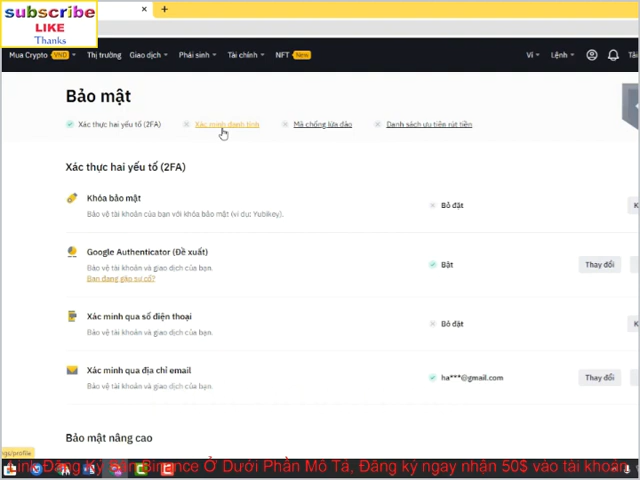 subscribe
LIKE
Thanks
Mua Crypto VND Thị trường Giao dịch Phái sinh Tài chính NFT New Ví Lệnh
Bảo mật
Xác thực hai yếu tố (2FA) Xác minh danh tính Mã chống lừa đảo Danh sách ưu tiên rút tiền
Xác thực hai yếu tố (2FA)
Khóa bảo mật
Bảo vệ tài khoản của bạn với khóa bảo mật (ví dụ: Yubikey).
Bỏ đặt
Google Authenticator (Đề xuất)
Bảo vệ tài khoản và giao dịch của bạn.
Bạn đang gặp sự cố?
Bật Thay đổi
Xác minh qua số điện thoại
Bảo vệ tài khoản và giao dịch của bạn.
Bỏ đặt
Xác minh qua địa chỉ email
Bảo vệ tài khoản và giao dịch của bạn.
ha***@gmail.com Thay đổi
Bảo mật nâng cao
Link Đăng Ký Sàn Binance Ở Dưới Phần Mô Tả, Đăng ký ngay nhận 50$ vào tài khoản